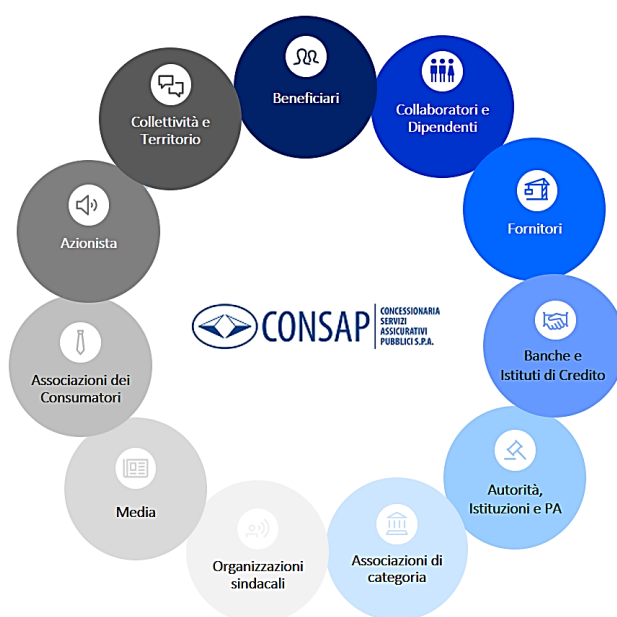 Beneficiari
Collaboratori e
Dipendenti
Fornitori
Banche e
Istituti di Credito
Autorità,
Istituzioni e PA
Associazioni di
categoria
Organizzazioni
sindacali
Media
Associazioni dei
Consumatori
Azionista
Collettività e
Territorio
CONSAP
CONCESSIONARIA
SERVIZI
ASSICURATIVI
PUBBLICI S.P.A.